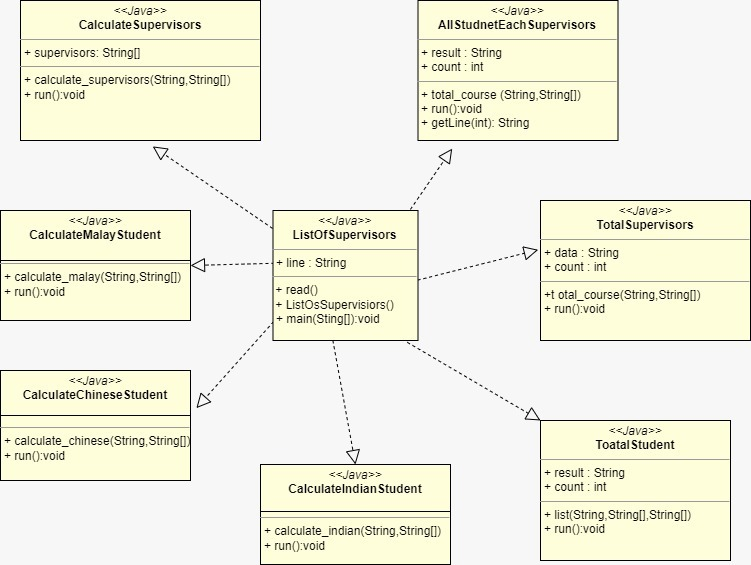 <<Java>>
CalculateSupervisors
+ supervisors: String[]
+ calculate_supervisors(String,String[])
+ run():void
<<Java>>
AllStudnetEachSupervisors
+ result : String
+ count : int
+ total_course (String,String[])
+ run():void
+ getLine(int): String
<<Java>>
CalculateMalayStudent
+ calculate_malay(String,String[])
+ run():void
<<Java>>
ListOfSupervisors
+ line : String
+ read()
+ ListOsSupervisiors()
+ main(Sting[]):void
<<Java>>
TotalSupervisors
+ data : String
+ count : int
+t otal_course(String,String[])
+ run():void
<<Java>>
CalculateChineseStudent
+ calculate_chinese(String,String[])
+ run():void
<<Java>>
CalculateIndianStudent
+ calculate_indian(String,String[])
+ run():void
<<Java>>
ToatalStudent
+ result : String
+ count : int
+ list(String,String[],String[])
+ run():void